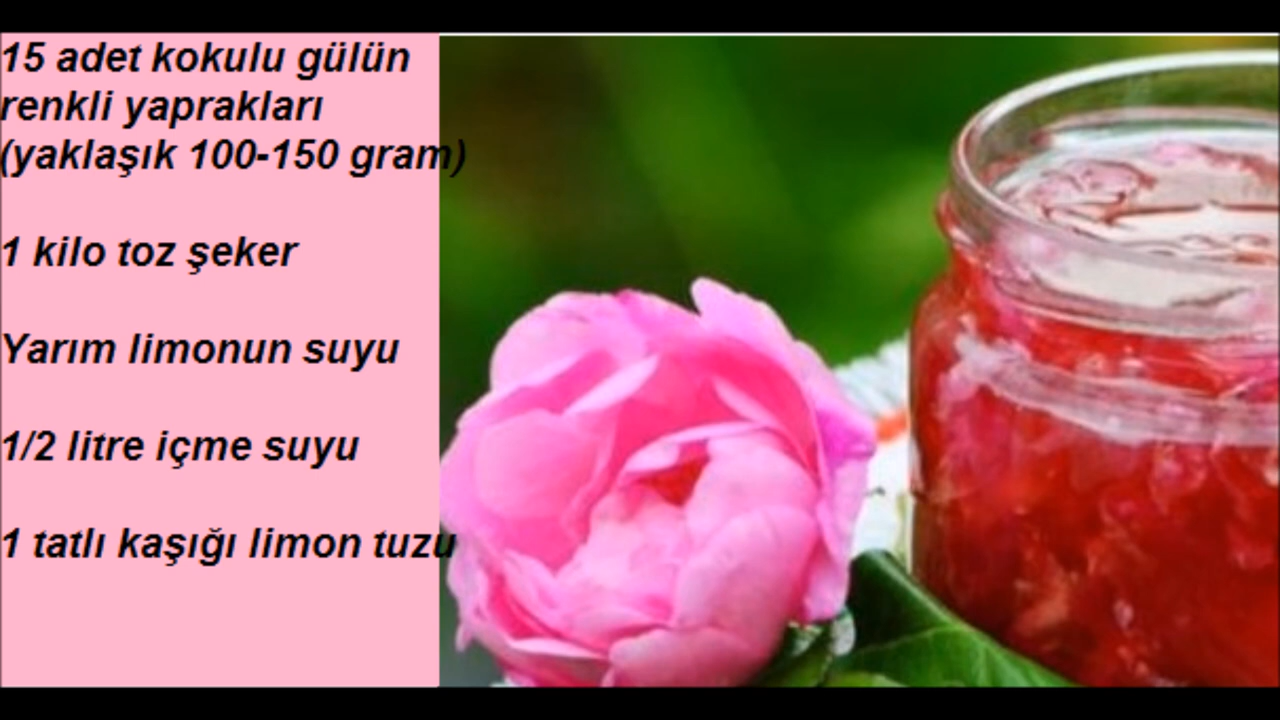 15 adet kokulu gülün
renkli yaprakları
(yaklaşık 100-150 gram)
1 kilo toz şeker
Yarım limonun suyu
1/2 litre içme suyu
1 tatlı kaşığı limon tuzu